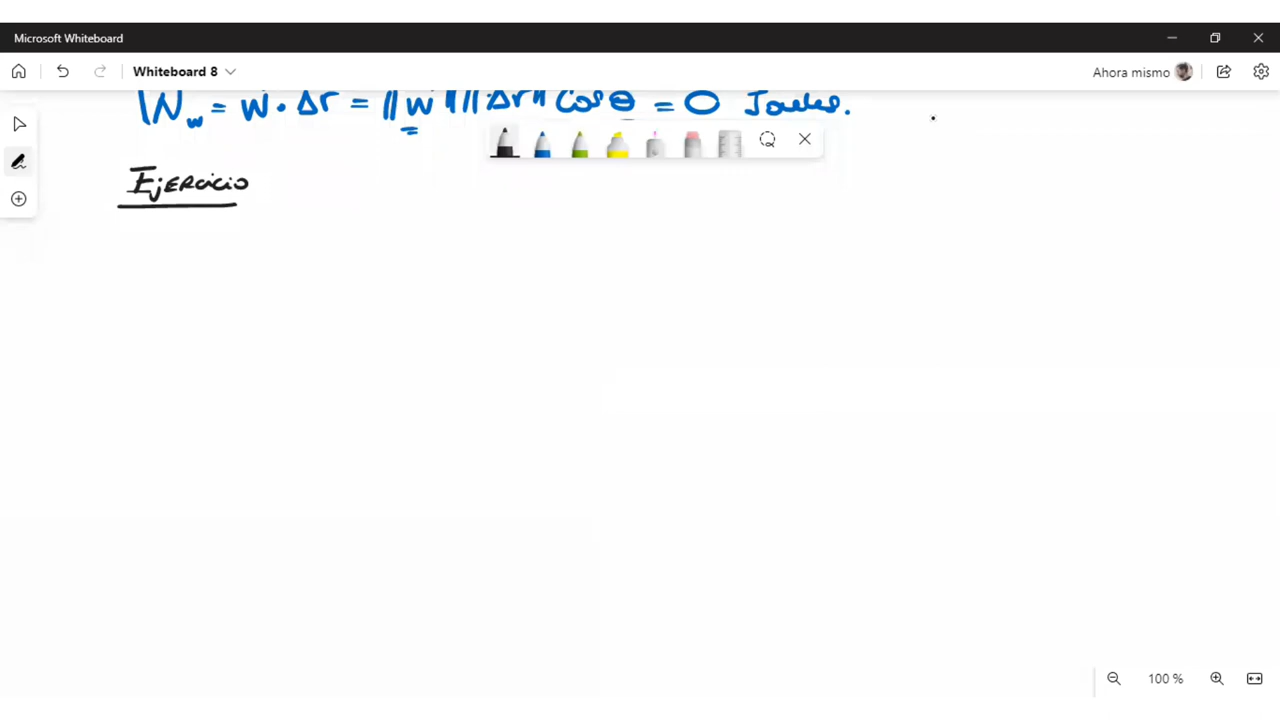 Microsoft Whiteboard
Whiteboard 8
Ahora mismo
W_w = w · Δr = ||w|| ||Δr|| Cos θ = 0 Joules.
Ejercicio
100 %